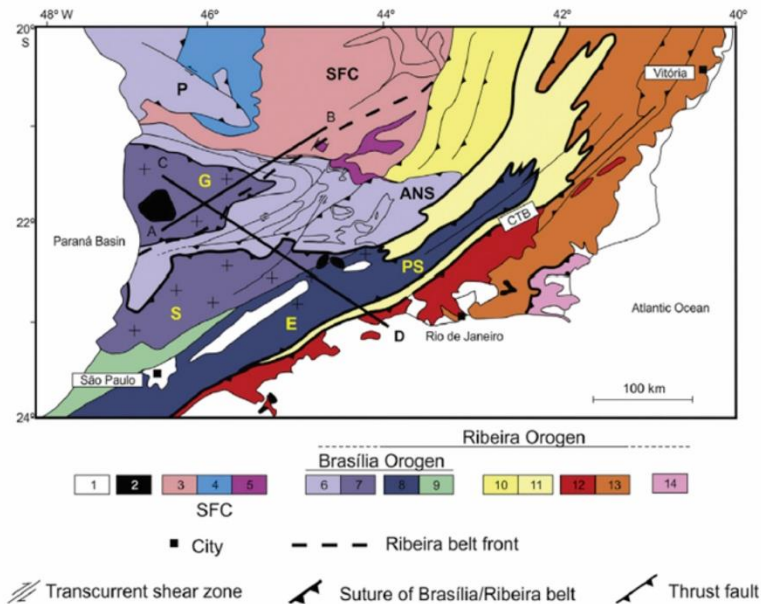 48° W 46° 44° 42° 40°
20° S
SFC
Vitória
P
B
C
G
ANS
22°
A
CTB
Paraná Basin
PS
S
E
D
Atlantic Ocean
Rio de Janeiro
São Paulo
100 km
24°
Ribeira Orogen
Brasília Orogen
1 2 3 4 5 6 7 8 9 10 11 12 13 14
SFC
City Ribeira belt front
Transcurrent shear zone Suture of Brasília/Ribeira belt Thrust fault